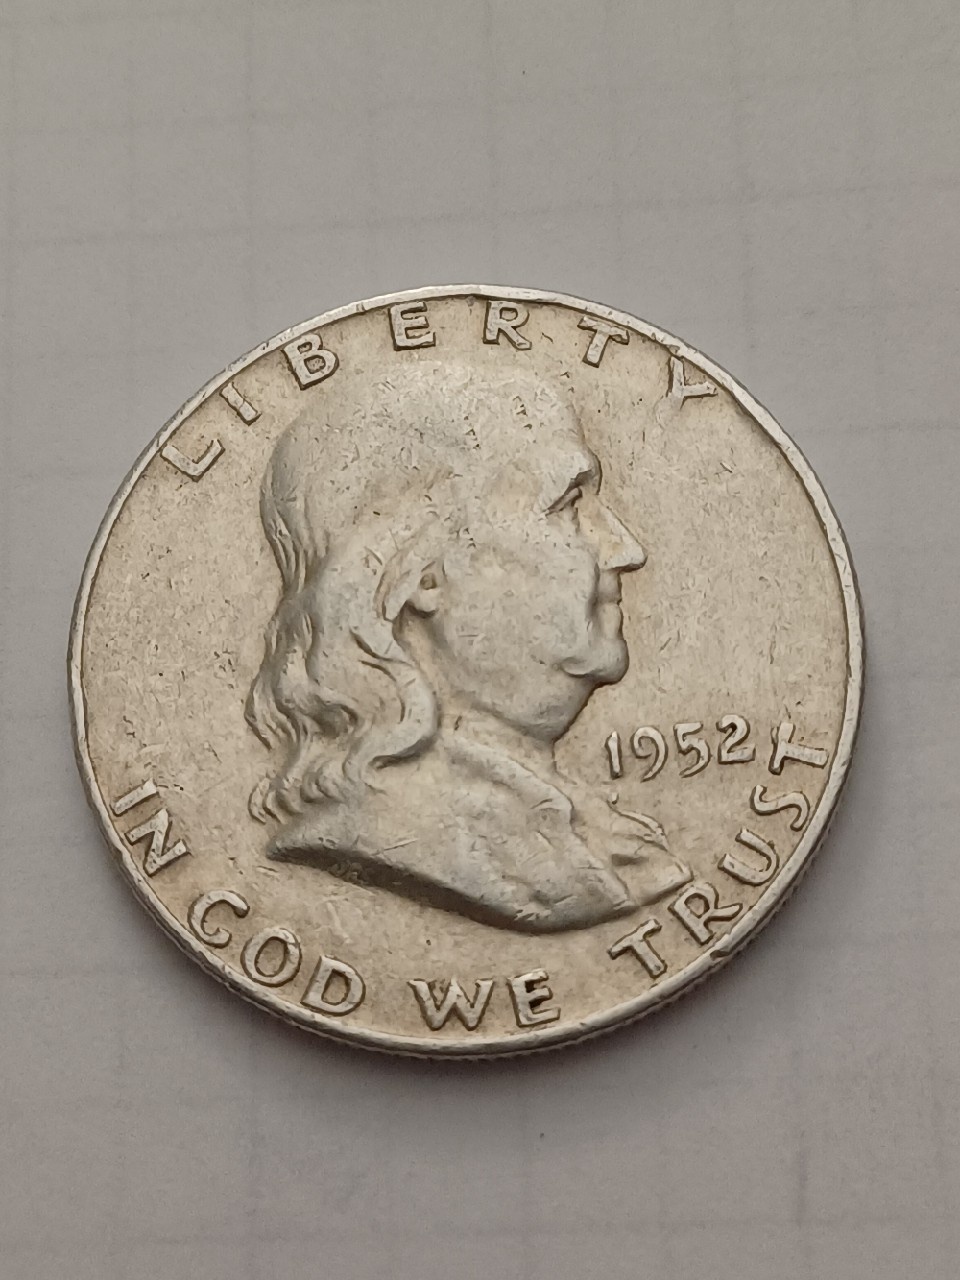 LIBERTY
1952
IN GOD WE TRUST